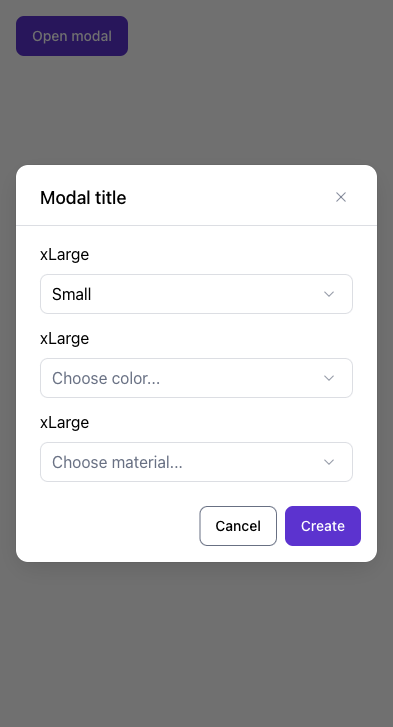 Open modal
Modal title
xLarge
Small
xLarge
Choose color...
xLarge
Choose material...
Cancel
Create